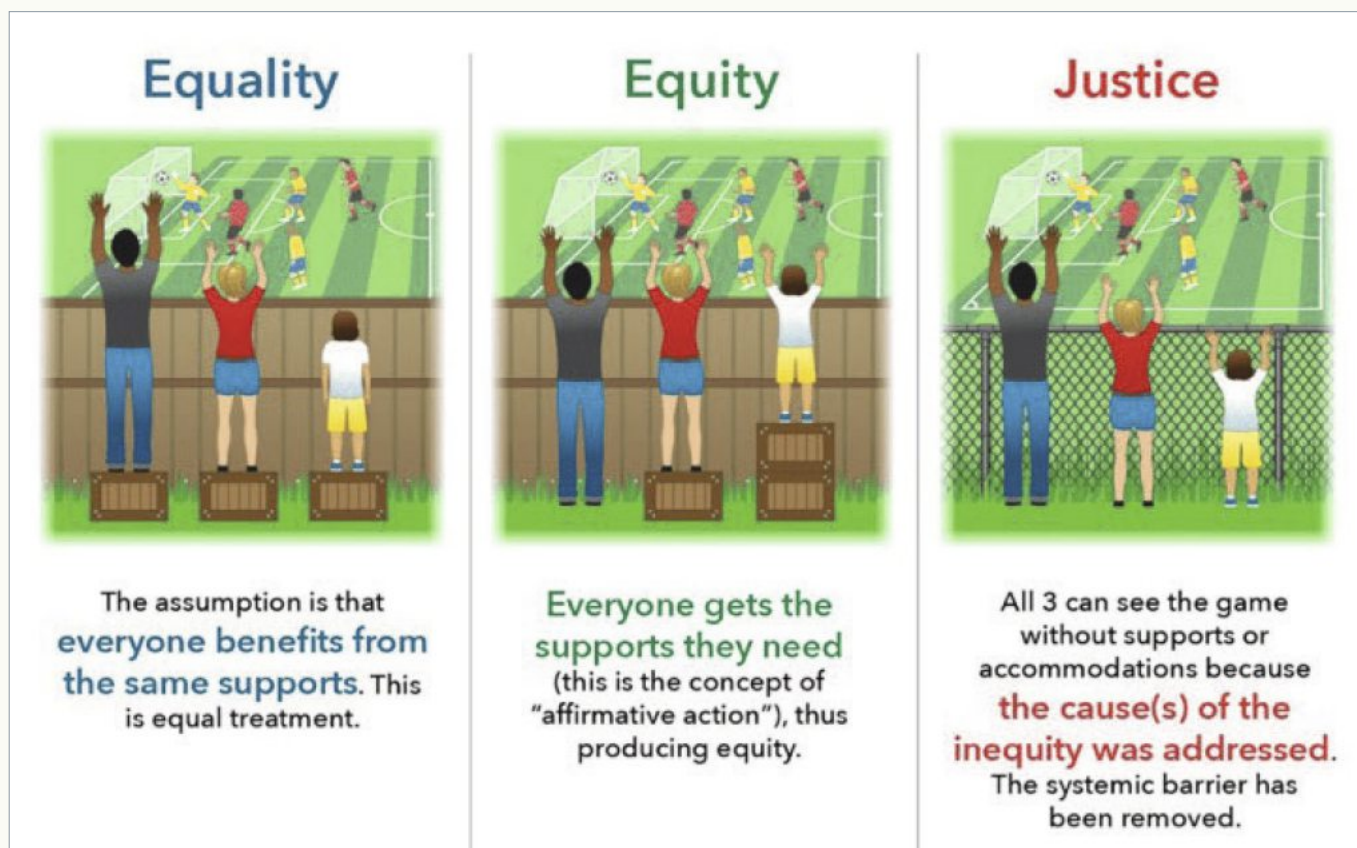 Equality
The assumption is that
everyone benefits from
the same supports. This
is equal treatment.
Equity
Everyone gets the
supports they need
(this is the concept of
“affirmative action”), thus
producing equity.
Justice
All 3 can see the game
without supports or
accommodations because
the cause(s) of the
inequity was addressed.
The systemic barrier has
been removed.